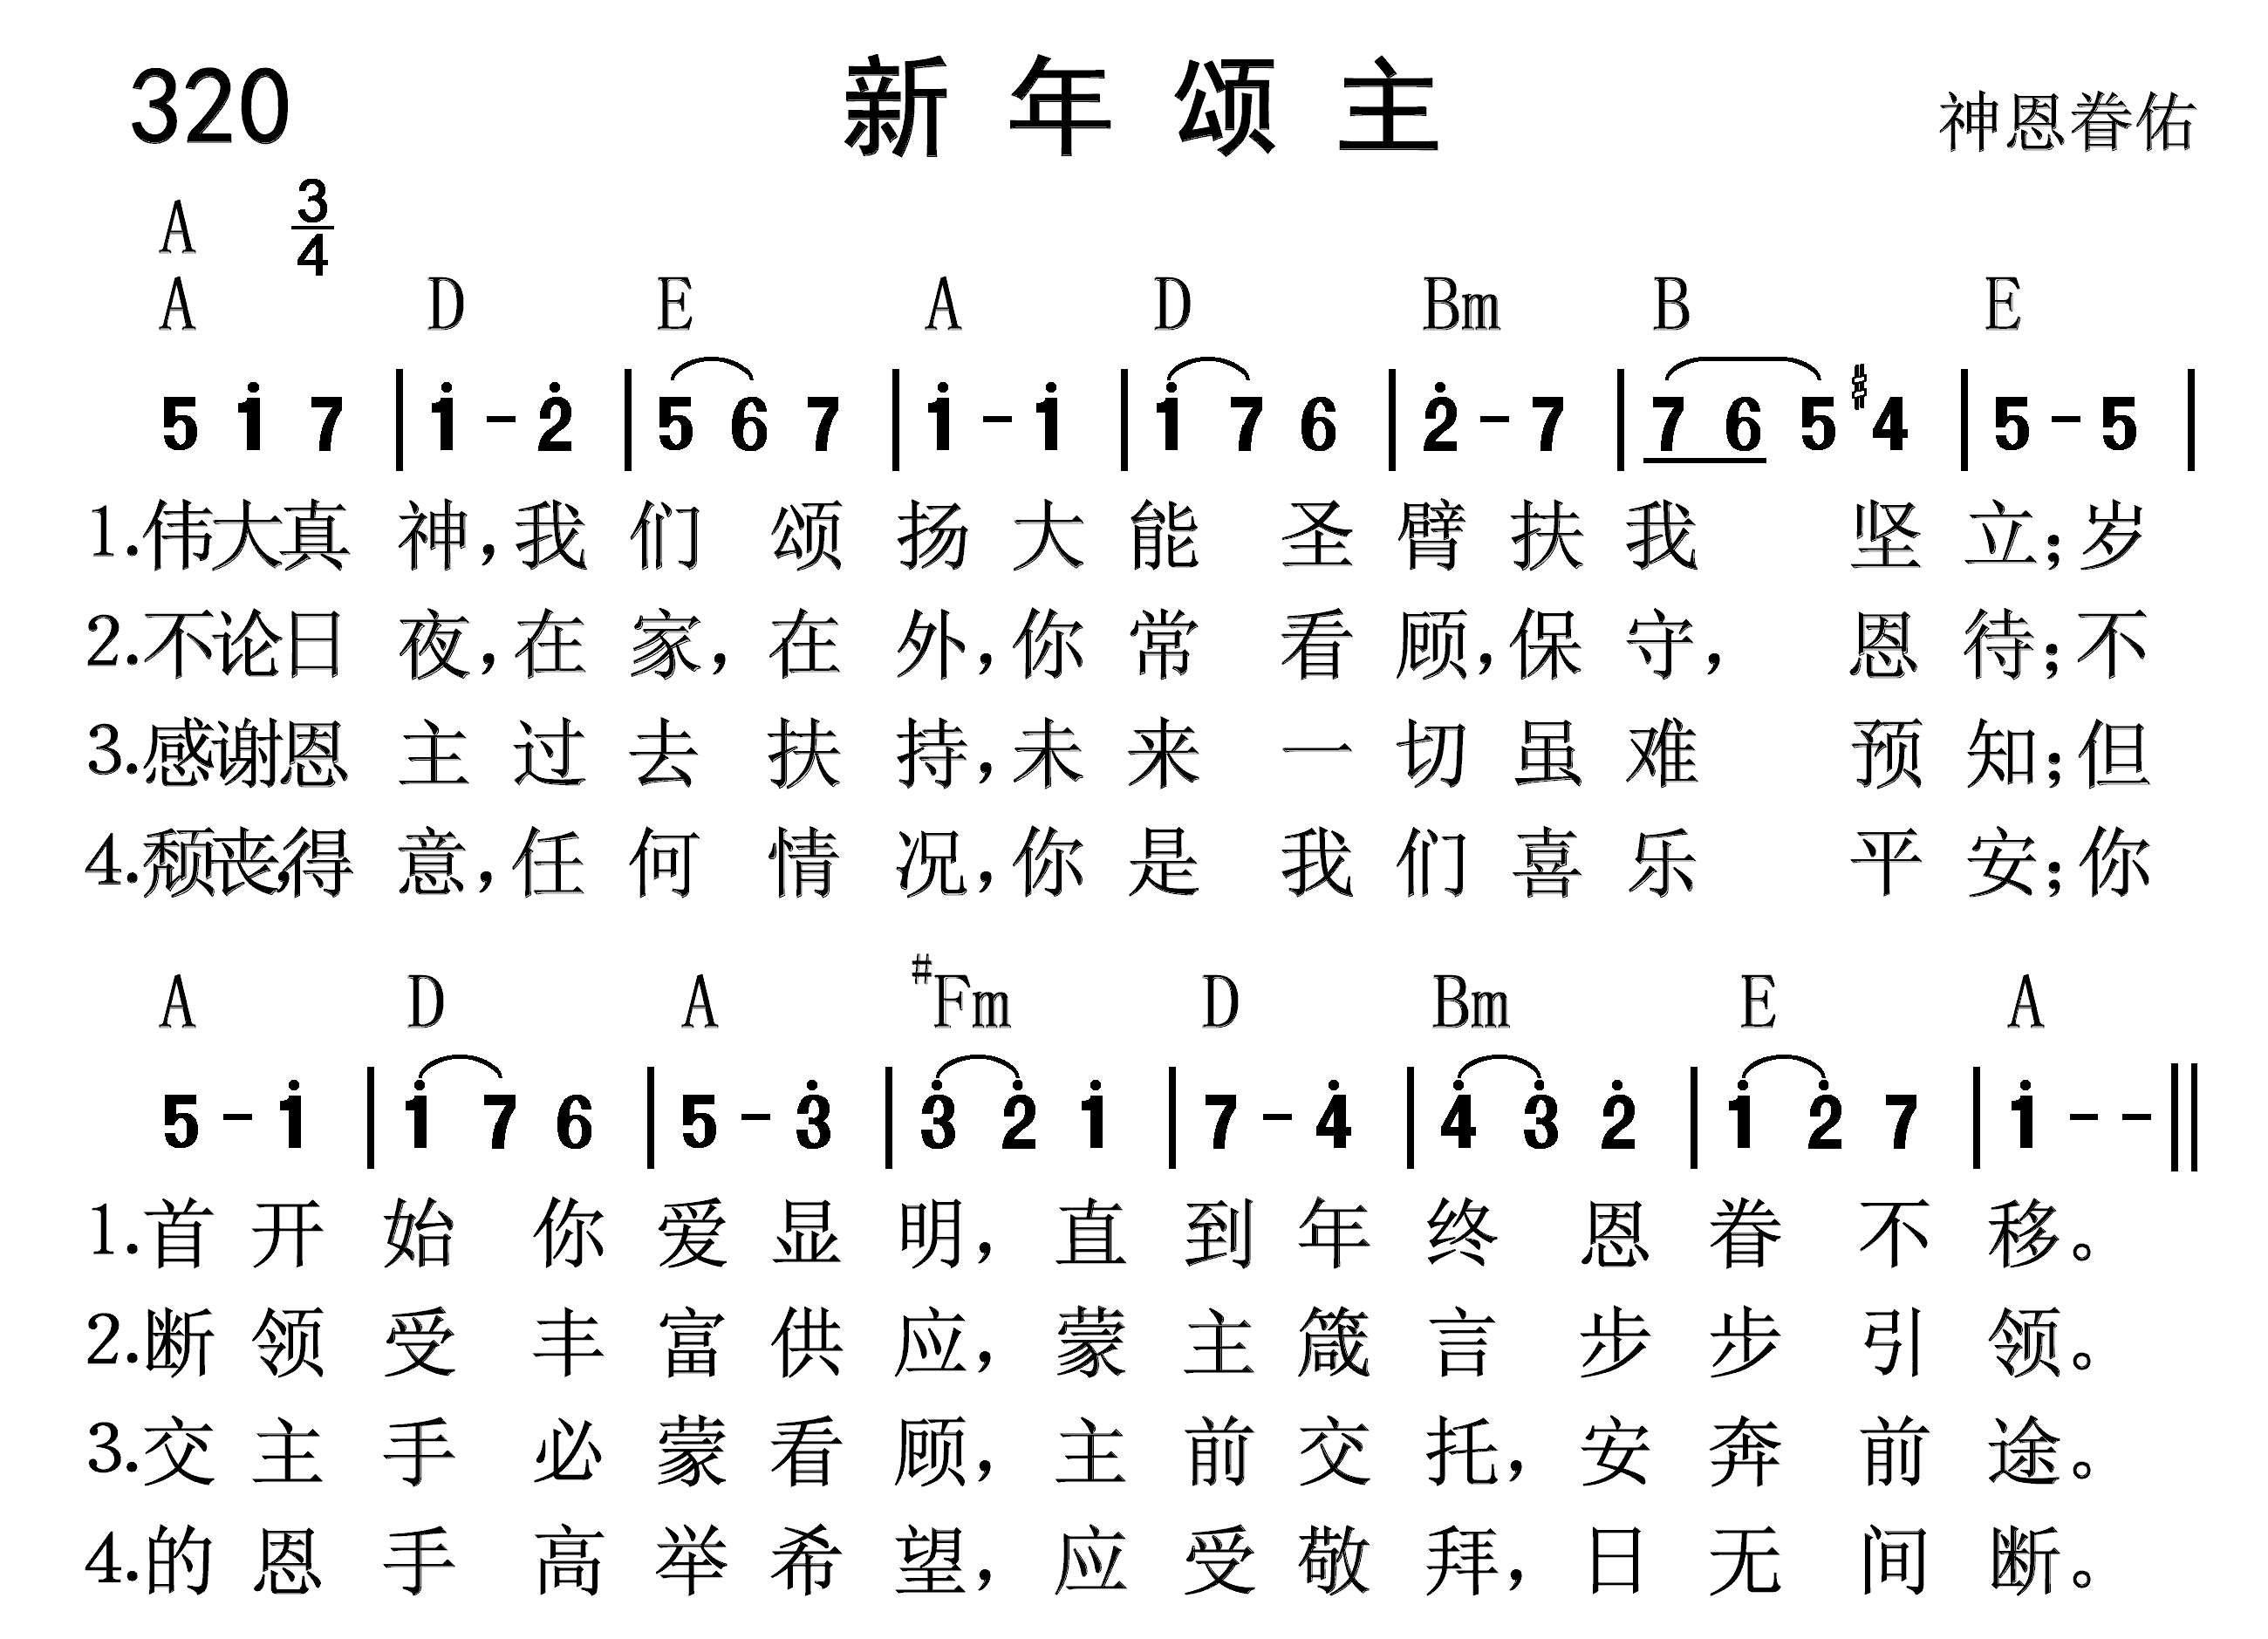 320 新年颂主 神恩眷佑
A 3/4
A D E A D Bm B E
5 i 7 | i - 2̇ | 5 6 7 | i - i | i 7 6 | 2̇ - 7 | 7 6 5 #4 | 5 - 5 |
1.伟大真神,我们颂扬大能圣臂扶我坚立;岁
2.不论日夜,在家,在外,你常看顾,保守,恩待;不
3.感谢恩主过去扶持,未来一切虽难预知;但
4.颓丧,得意,任何情况,你是我们喜乐平安;你
A D A #Fm D Bm E A
5 - i | i 7 6 | 5 - 3̇ | 3̇ 2̇ i | 7 - 4̇ | 4̇ 3̇ 2̇ | i 2̇ 7 | i - - ‖
1.首开始你爱显明,直到年终恩眷不移。
2.断领受丰富供应,蒙主箴言步步引领。
3.交主手必蒙看顾,主前交托,安奔前途。
4.的恩手高举希望,应受敬拜,日无间断。